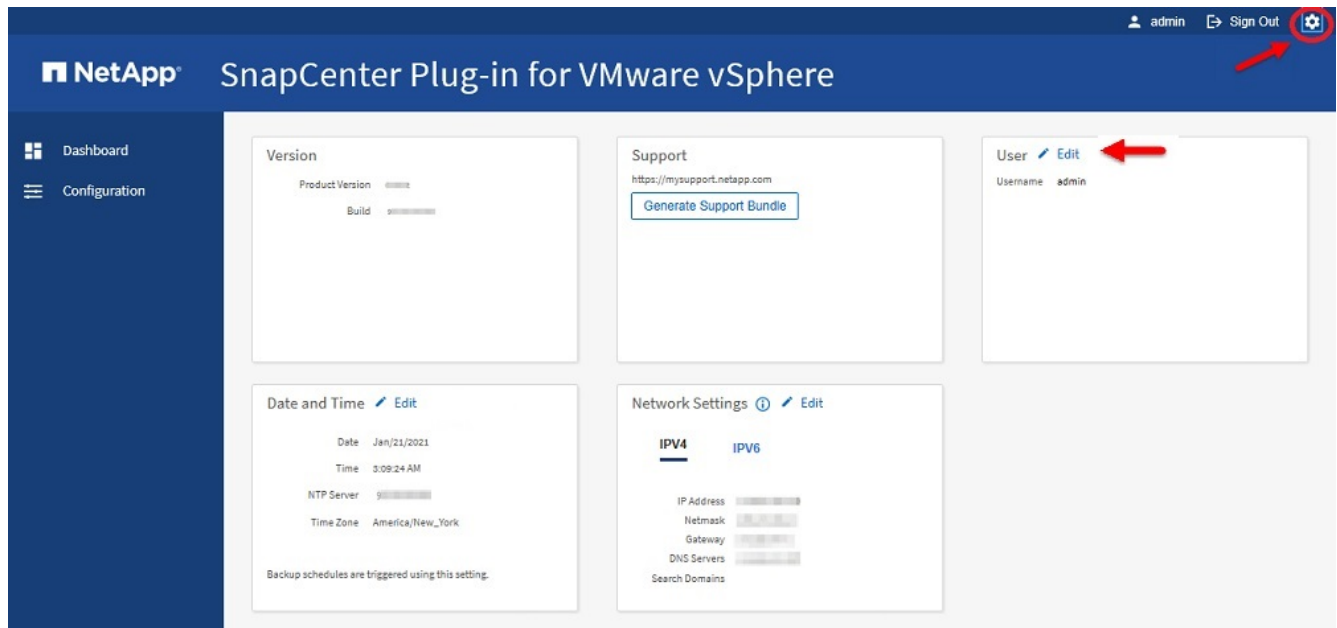 admin Sign Out
NetApp SnapCenter Plug-in for VMware vSphere
Dashboard
Configuration
Version
Product Version
Build
Support
https://mysupport.netapp.com
Generate Support Bundle
User Edit
Username admin
Date and Time Edit
Date Jan/21/2021
Time 3:09:24 AM
NTP Server
Time Zone America/New_York
Backup schedules are triggered using this setting.
Network Settings Edit
IPV4 IPV6
IP Address
Netmask
Gateway
DNS Servers
Search Domains